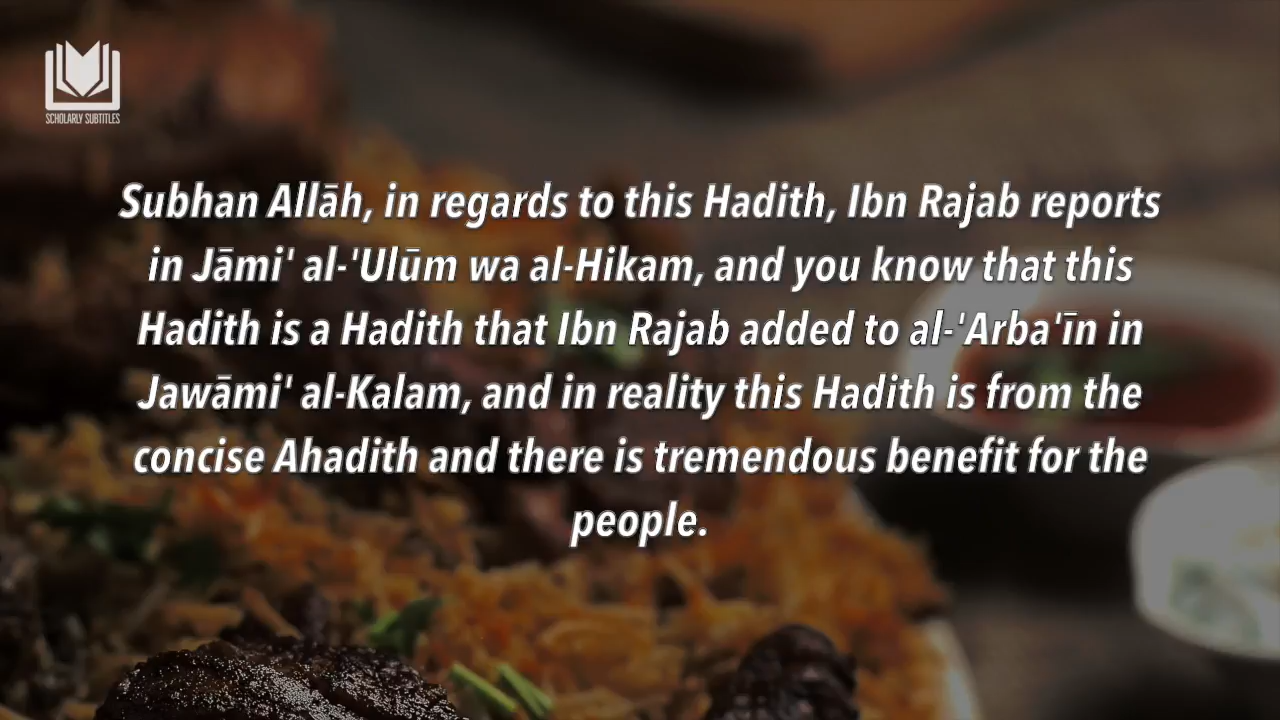 SCHOLARLY SUBTITLES
Subhan Allāh, in regards to this Hadith, Ibn Rajab reports
in Jāmi' al-'Ulūm wa al-Hikam, and you know that this
Hadith is a Hadith that Ibn Rajab added to al-'Arba'īn in
Jawāmi' al-Kalam, and in reality this Hadith is from the
concise Ahadith and there is tremendous benefit for the
people.